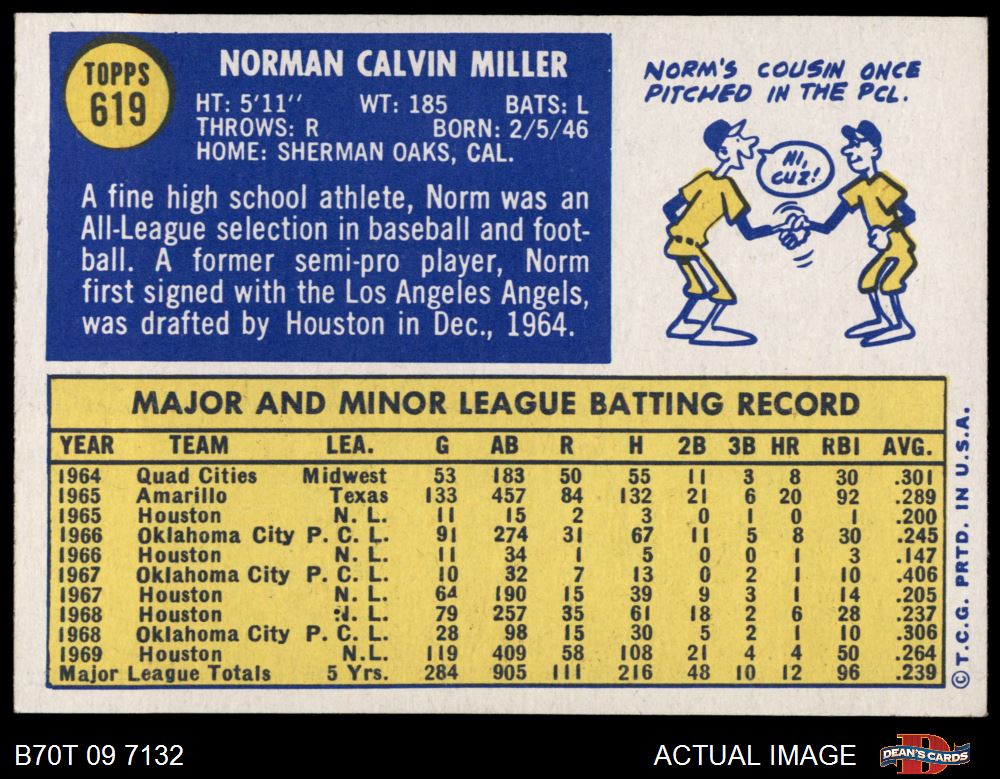 TOPPS
619
NORMAN CALVIN MILLER
HT: 5'11'' WT: 185 BATS: L
THROWS: R BORN: 2/5/46
HOME: SHERMAN OAKS, CAL.
A fine high school athlete, Norm was an
All-League selection in baseball and foot-
ball. A former semi-pro player, Norm
first signed with the Los Angeles Angels,
was drafted by Houston in Dec., 1964.
NORM'S COUSIN ONCE
PITCHED IN THE PCL.
HI,
CUZ!
MAJOR AND MINOR LEAGUE BATTING RECORD
YEAR TEAM LEA. G AB R H 2B 3B HR RBI AVG.
1964 Quad Cities Midwest 53 183 50 55 11 3 8 30 .301
1965 Amarillo Texas 133 457 84 132 21 6 20 92 .289
1965 Houston N. L. 11 15 2 3 0 1 0 1 .200
1966 Oklahoma City P. C. L. 91 274 31 67 11 5 8 30 .245
1966 Houston N. L. 11 34 1 5 0 0 1 3 .147
1967 Oklahoma City P. C. L. 10 32 7 13 0 2 1 10 .406
1967 Houston N. L. 64 190 15 39 9 3 1 14 .205
1968 Houston N. L. 79 257 35 61 18 2 6 28 .237
1968 Oklahoma City P. C. L. 28 98 15 30 5 2 1 10 .306
1969 Houston N.L. 119 409 58 108 21 4 4 50 .264
Major League Totals 5 Yrs. 284 905 111 216 48 10 12 96 .239
© T.C.G. PRTD. IN U.S.A.
B70T 09 7132
ACTUAL IMAGE
DEAN'S CARDS